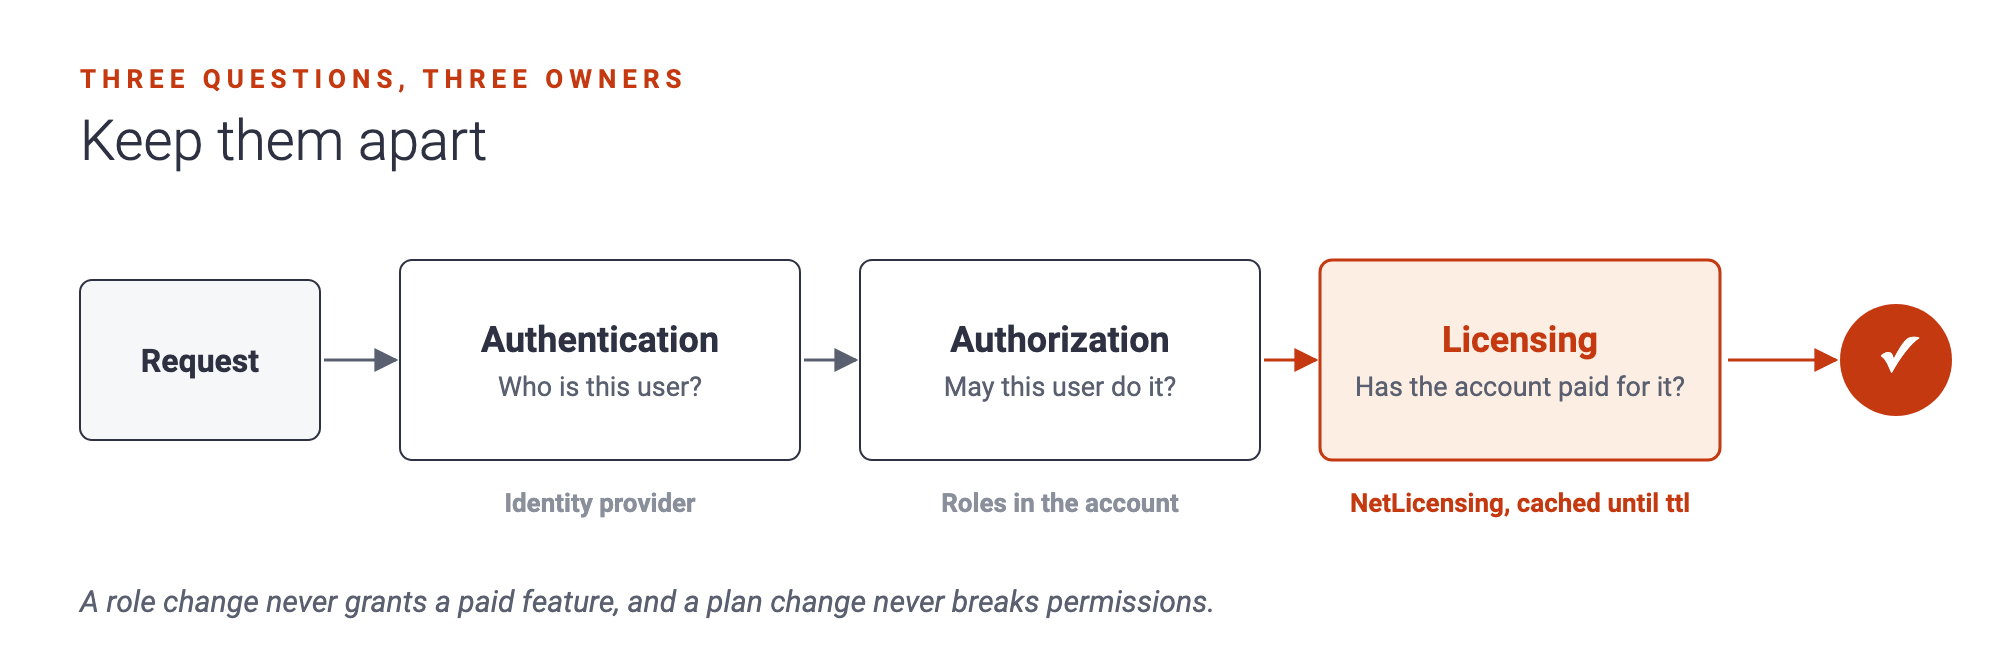 THREE QUESTIONS, THREE OWNERS
Keep them apart
Request
Authentication
Who is this user?
Authorization
May this user do it?
Licensing
Has the account paid for it?
Identity provider
Roles in the account
NetLicensing, cached until ttl
A role change never grants a paid feature, and a plan change never breaks permissions.